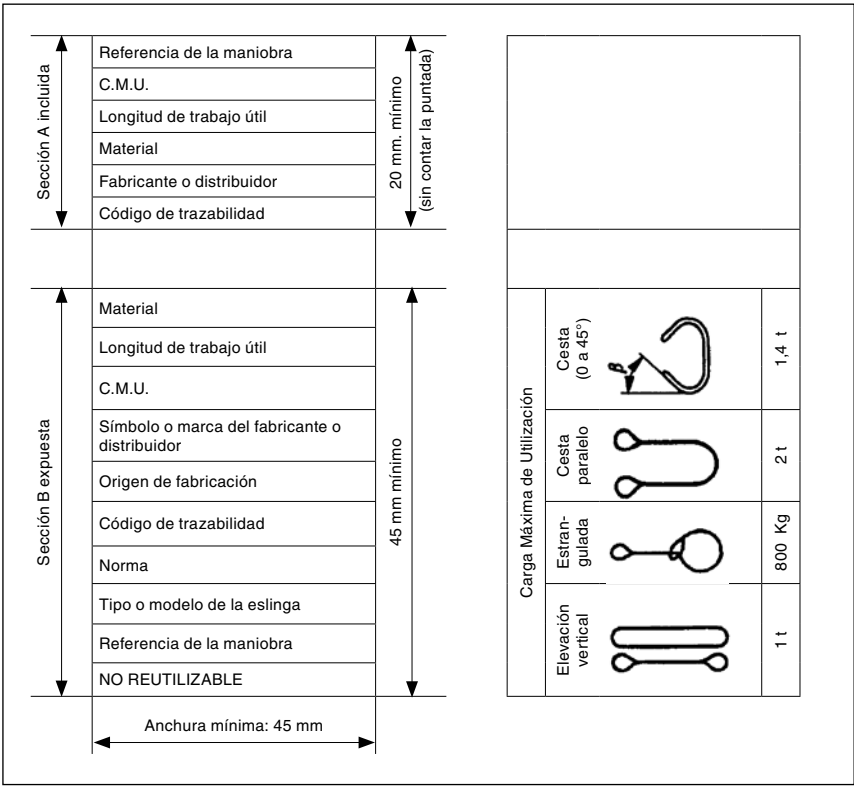 Sección A incluida
Referencia de la maniobra
C.M.U.
Longitud de trabajo útil
Material
Fabricante o distribuidor
Código de trazabilidad
20 mm. mínimo
(sin contar la puntada)
Sección B expuesta
Material
Longitud de trabajo útil
C.M.U.
Símbolo o marca del fabricante o
distribuidor
Origen de fabricación
Código de trazabilidad
Norma
Tipo o modelo de la eslinga
Referencia de la maniobra
NO REUTILIZABLE
45 mm mínimo
Anchura mínima: 45 mm
Carga Máxima de Utilización
Cesta
(0 a 45°)
β
1,4 t
Cesta
paralelo
2 t
Estran-
gulada
800 Kg
Elevación
vertical
1 t